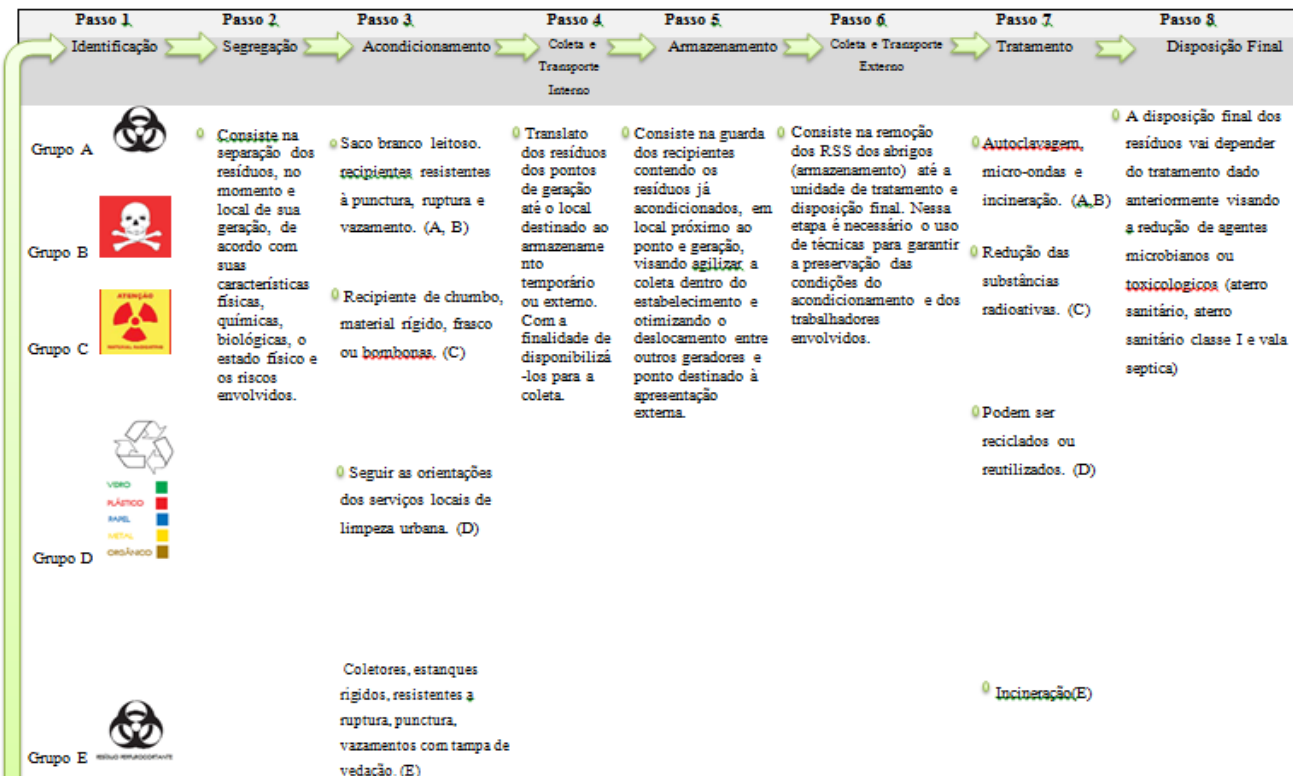 Passo 1. Passo 2. Passo 3. Passo 4. Passo 5. Passo 6. Passo 7. Passo 8.
Identificação
Segregação
Acondicionamento
Coleta e
Transporte
Interno
Armazenamento
Coleta e Transporte
Externo
Tratamento
Disposição Final
Grupo A
Grupo B
ATENÇÃO
MATERIAL RADIOATIVO
Grupo C
VIDRO
PLÁSTICO
PAPEL
METAL
ORGÂNICO
Grupo D
Grupo E
RESÍDUO PERFUROCORTANTE
Consiste na
separação dos
resíduos, no
momento e
local de sua
geração, de
acordo com
suas
características
físicas,
químicas,
biológicas, o
estado físico e
os riscos
envolvidos.
Saco branco leitoso.
recipientes resistentes
à punctura, ruptura e
vazamento. (A, B)
Recipiente de chumbo,
material rígido, frasco
ou bombonas. (C)
Seguir as orientações
dos serviços locais de
limpeza urbana. (D)
Coletores, estanques
rígidos, resistentes a
ruptura, punctura,
vazamentos com tampa de
vedação. (E)
Translato
dos resíduos
dos pontos
de geração
até o local
destinado ao
armazename
nto
temporário
ou externo.
Com a
finalidade de
disponibilizá
-los para a
coleta.
Consiste na guarda
dos recipientes
contendo os
resíduos já
acondicionados, em
local próximo ao
ponto e geração,
visando agilizar a
coleta dentro do
estabelecimento e
otimizando o
deslocamento entre
outros geradores e
ponto destinado à
apresentação
externa.
Consiste na remoção
dos RSS dos abrigos
(armazenamento) até a
unidade de tratamento e
disposição final. Nessa
etapa é necessário o uso
de técnicas para garantir
a preservação das
condições do
acondicionamento e dos
trabalhadores
envolvidos.
Autoclavagem,
micro-ondas e
incineração. (A,B)
Redução das
substâncias
radioativas. (C)
Podem ser
reciclados ou
reutilizados. (D)
Incineração(E)
A disposição final dos
resíduos vai depender
do tratamento dado
anteriormente visando
a redução de agentes
microbianos ou
toxicologicos (aterro
sanitário, aterro
sanitário classe I e vala
septica)